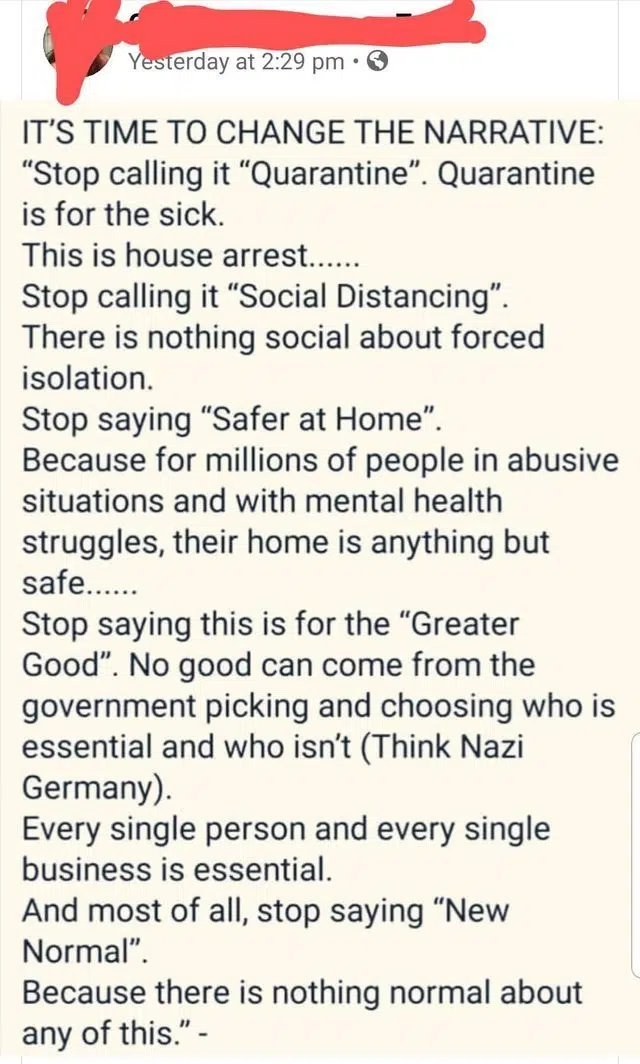 Yesterday at 2:29 pm •
IT'S TIME TO CHANGE THE NARRATIVE:
“Stop calling it “Quarantine”. Quarantine
is for the sick.
This is house arrest......
Stop calling it “Social Distancing”.
There is nothing social about forced
isolation.
Stop saying “Safer at Home”.
Because for millions of people in abusive
situations and with mental health
struggles, their home is anything but
safe......
Stop saying this is for the “Greater
Good”. No good can come from the
government picking and choosing who is
essential and who isn't (Think Nazi
Germany).
Every single person and every single
business is essential.
And most of all, stop saying “New
Normal”.
Because there is nothing normal about
any of this.” -